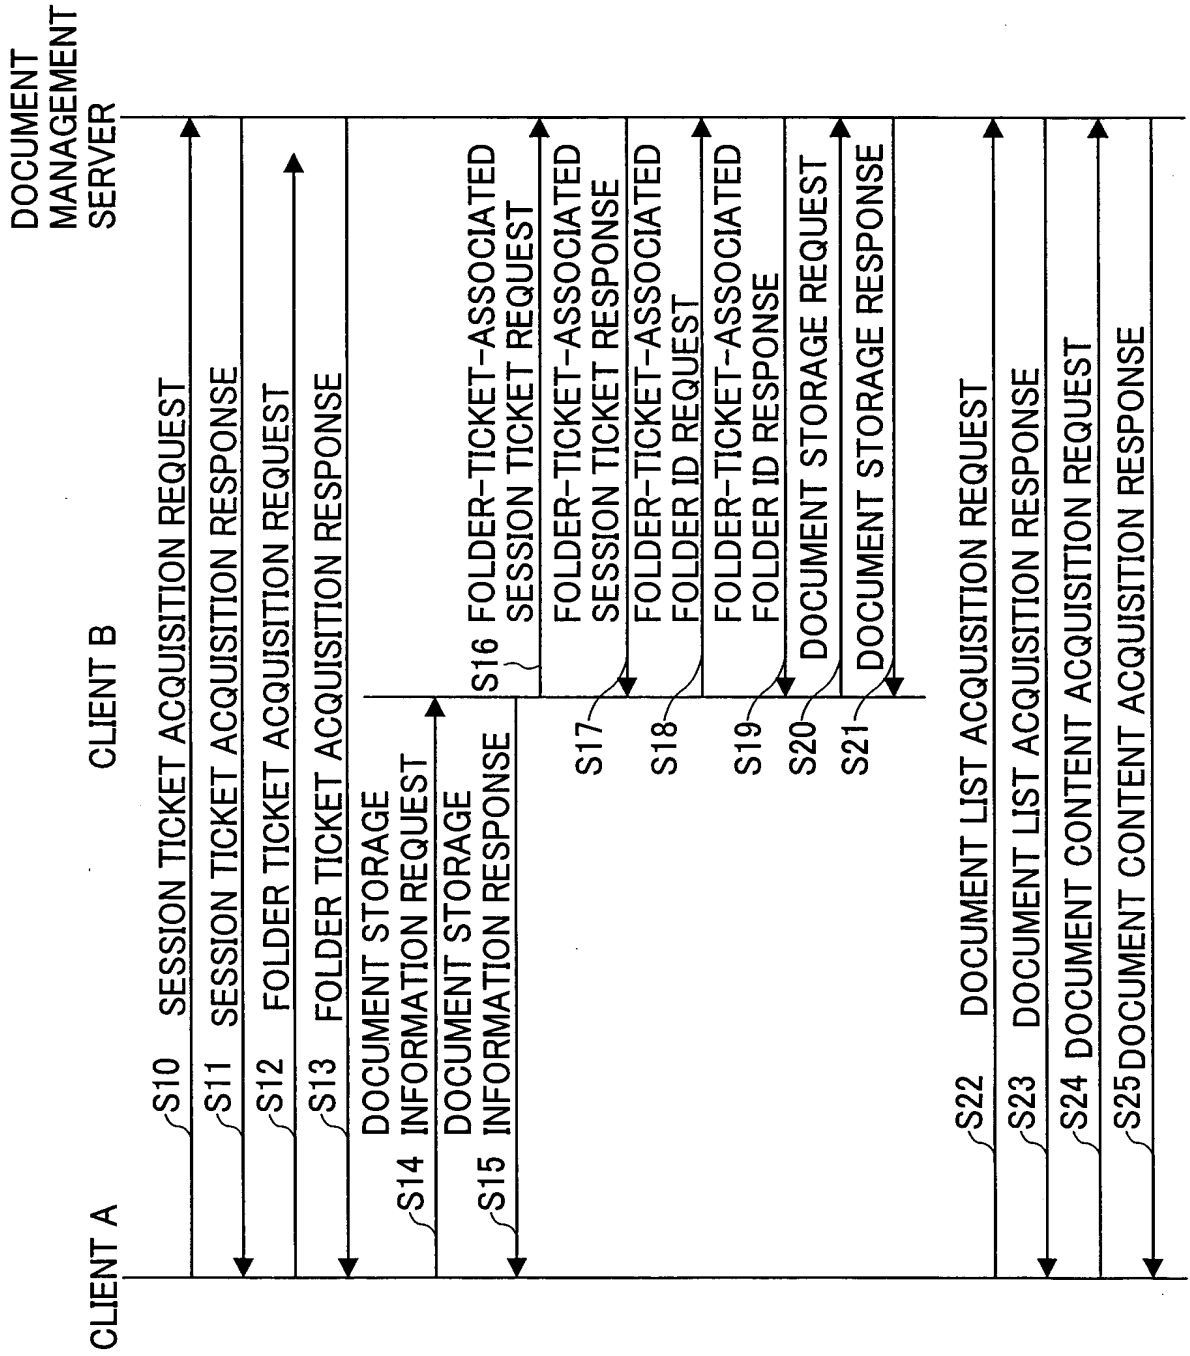 CLIENT A
CLIENT B
DOCUMENT
MANAGEMENT
SERVER
S10
SESSION TICKET ACQUISITION REQUEST
S11
SESSION TICKET ACQUISITION RESPONSE
S12
FOLDER TICKET ACQUISITION REQUEST
S13
FOLDER TICKET ACQUISITION RESPONSE
DOCUMENT STORAGE
S14 INFORMATION REQUEST
DOCUMENT STORAGE
S15 INFORMATION RESPONSE
S16 FOLDER-TICKET-ASSOCIATED
SESSION TICKET REQUEST
FOLDER-TICKET-ASSOCIATED
S17
SESSION TICKET RESPONSE
FOLDER-TICKET-ASSOCIATED
S18
FOLDER ID REQUEST
FOLDER-TICKET-ASSOCIATED
S19
FOLDER ID RESPONSE
S20
DOCUMENT STORAGE REQUEST
S21
DOCUMENT STORAGE RESPONSE
S22
DOCUMENT LIST ACQUISITION REQUEST
S23
DOCUMENT LIST ACQUISITION RESPONSE
S24 DOCUMENT CONTENT ACQUISITION REQUEST
S25 DOCUMENT CONTENT ACQUISITION RESPONSE